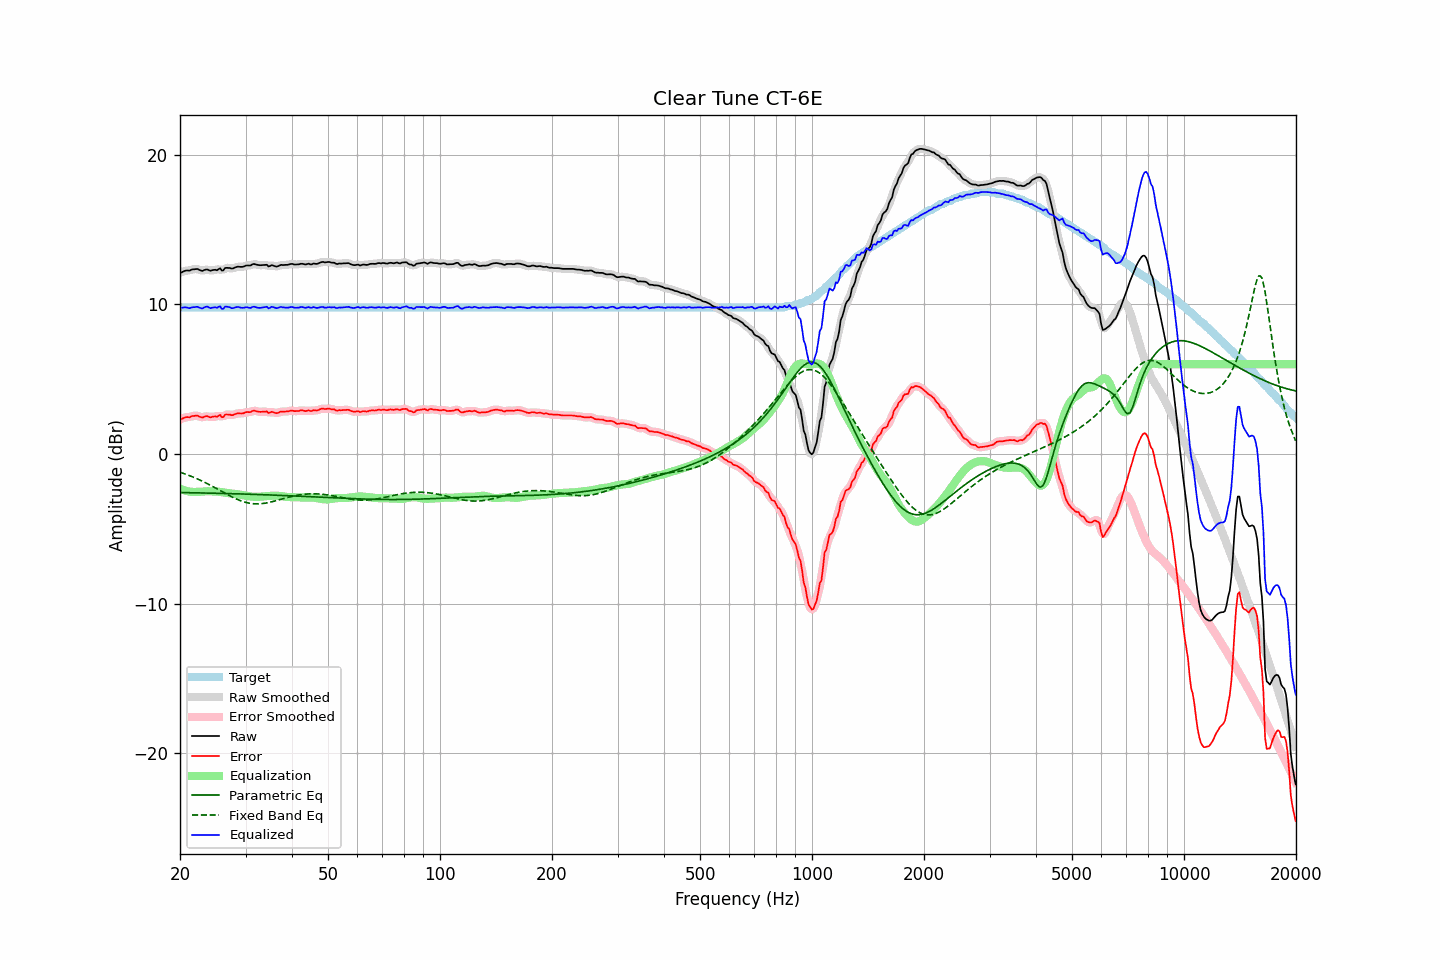 Clear Tune CT-6E
Amplitude (dBr)
20
10
0
−10
−20
Target
Raw Smoothed
Error Smoothed
Raw
Error
Equalization
Parametric Eq
Fixed Band Eq
Equalized
20 50 100 200 500 1000 2000 5000 10000 20000
Frequency (Hz)